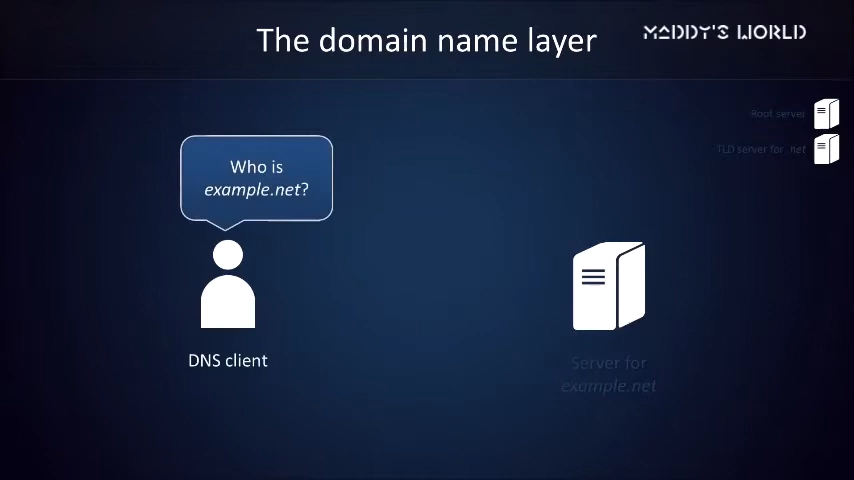 The domain name layer
MADDY'S WORLD
Root server
TLD server for .net
Who is
example.net?
DNS client
Server for
example.net